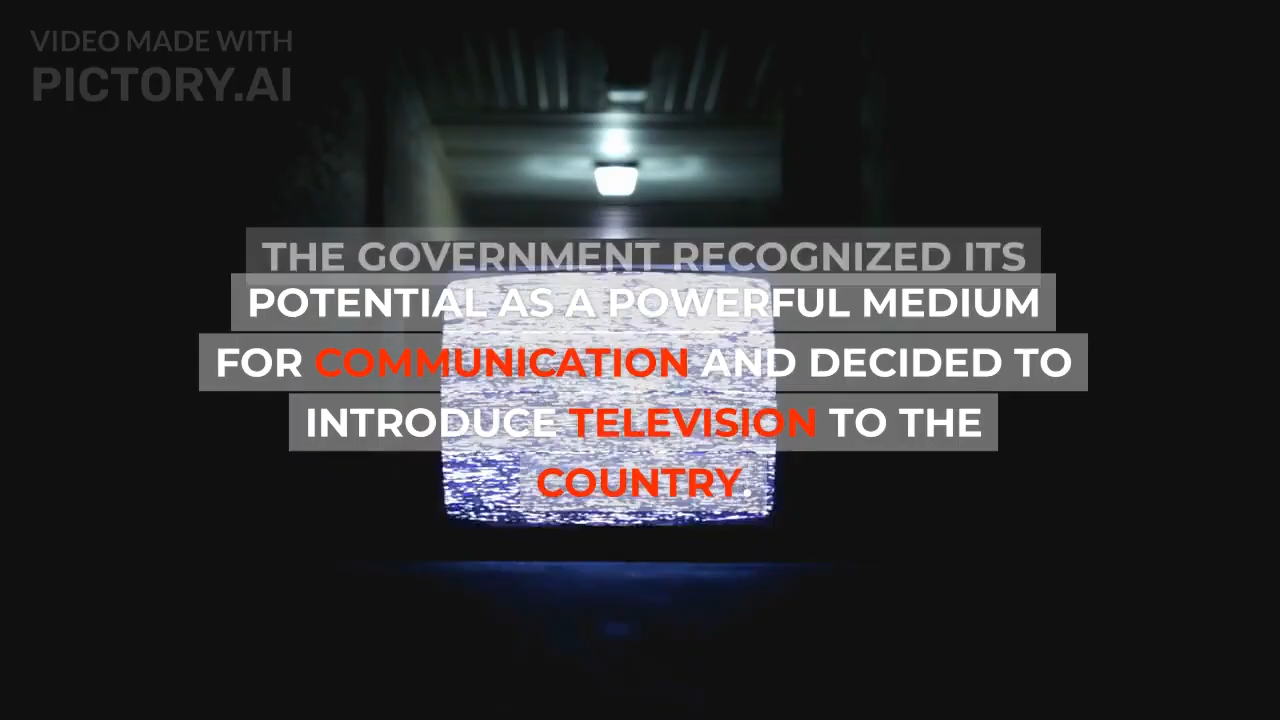 VIDEO MADE WITH
PICTORY.AI
THE GOVERNMENT RECOGNIZED ITS
POTENTIAL AS A POWERFUL MEDIUM
FOR COMMUNICATION AND DECIDED TO
INTRODUCE TELEVISION TO THE
COUNTRY.